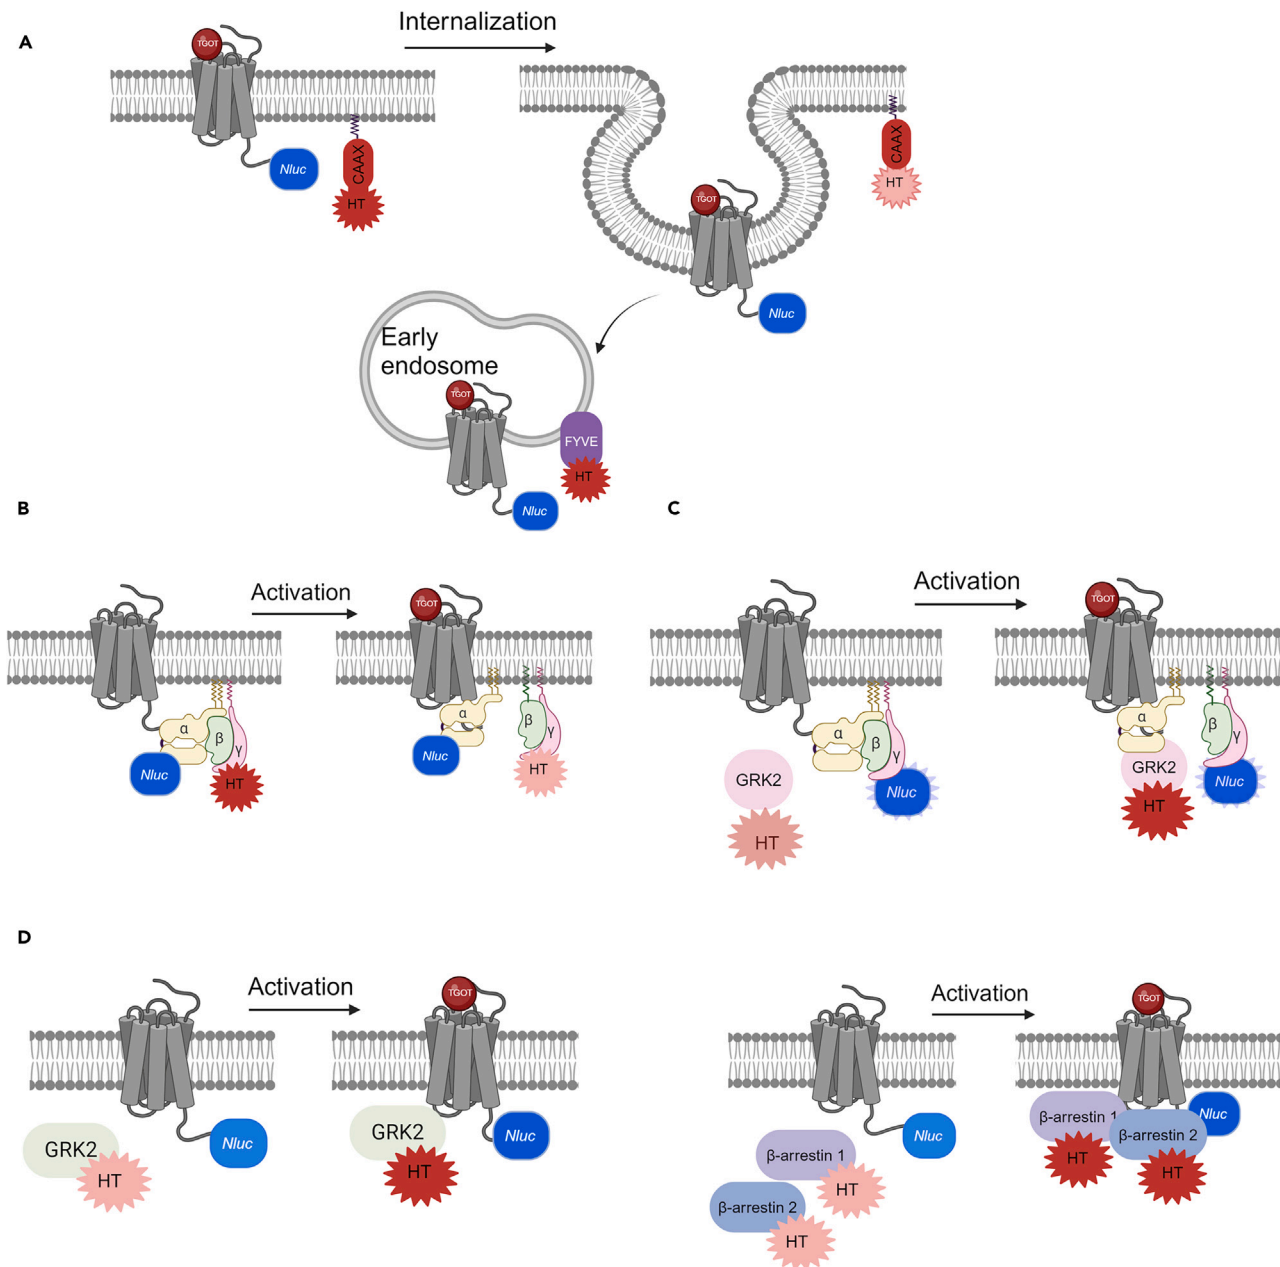 A
Internalization
TGOT
Nluc
CAAX
HT
CAAX
HT
TGOT
Nluc
Early
endosome
TGOT
FYVE
HT
Nluc
B
Activation
TGOT
α
β
γ
Nluc
HT
α
β
γ
Nluc
HT
C
Activation
TGOT
GRK2
HT
α
β
γ
Nluc
α
β
γ
GRK2
HT
Nluc
D
Activation
TGOT
GRK2
HT
Nluc
GRK2
HT
Nluc
Activation
TGOT
Nluc
β-arrestin 1
HT
β-arrestin 2
HT
β-arrestin 1
HT
β-arrestin 2
HT
Nluc